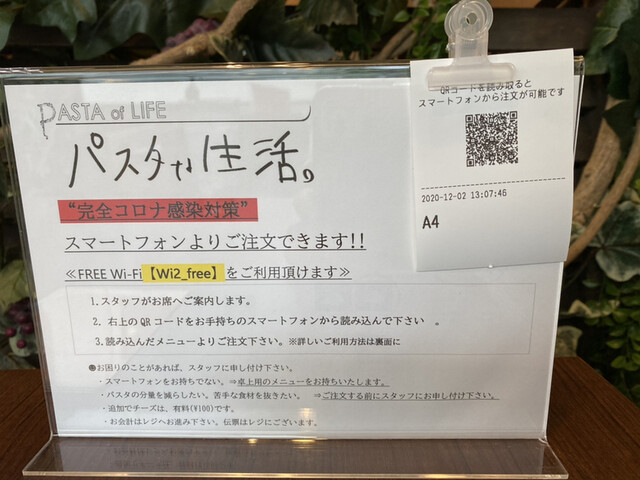 PASTA of LIFE
パスタな生活。
“完全コロナ感染対策”
スマートフォンよりご注文できます!!
≪FREE Wi-Fi【Wi2_free】をご利用頂けます≫
1.スタッフがお席へご案内します。
2. 右上のQRコードをお手持ちのスマートフォンから読み込んで下さい 。
3.読み込んだメニューよりご注文下さい。※詳しいご利用方法は裏面に
●お困りのことがあれば、スタッフに申し付け下さい。
・スマートフォンをお持ちでない。⇒卓上用のメニューをお持ちいたします。
・パスタの分量を減らしたい。苦手な食材を抜きたい。 ⇒ご注文する前にスタッフにお申し付け下さい。
・追加でチーズは、有料(¥100)です。
・お会計はレジへお進み下さい。伝票はレジにございます。
QRコードを読み取ると
スマートフォンから注文が可能です
2020-12-02 13:07:46
A4